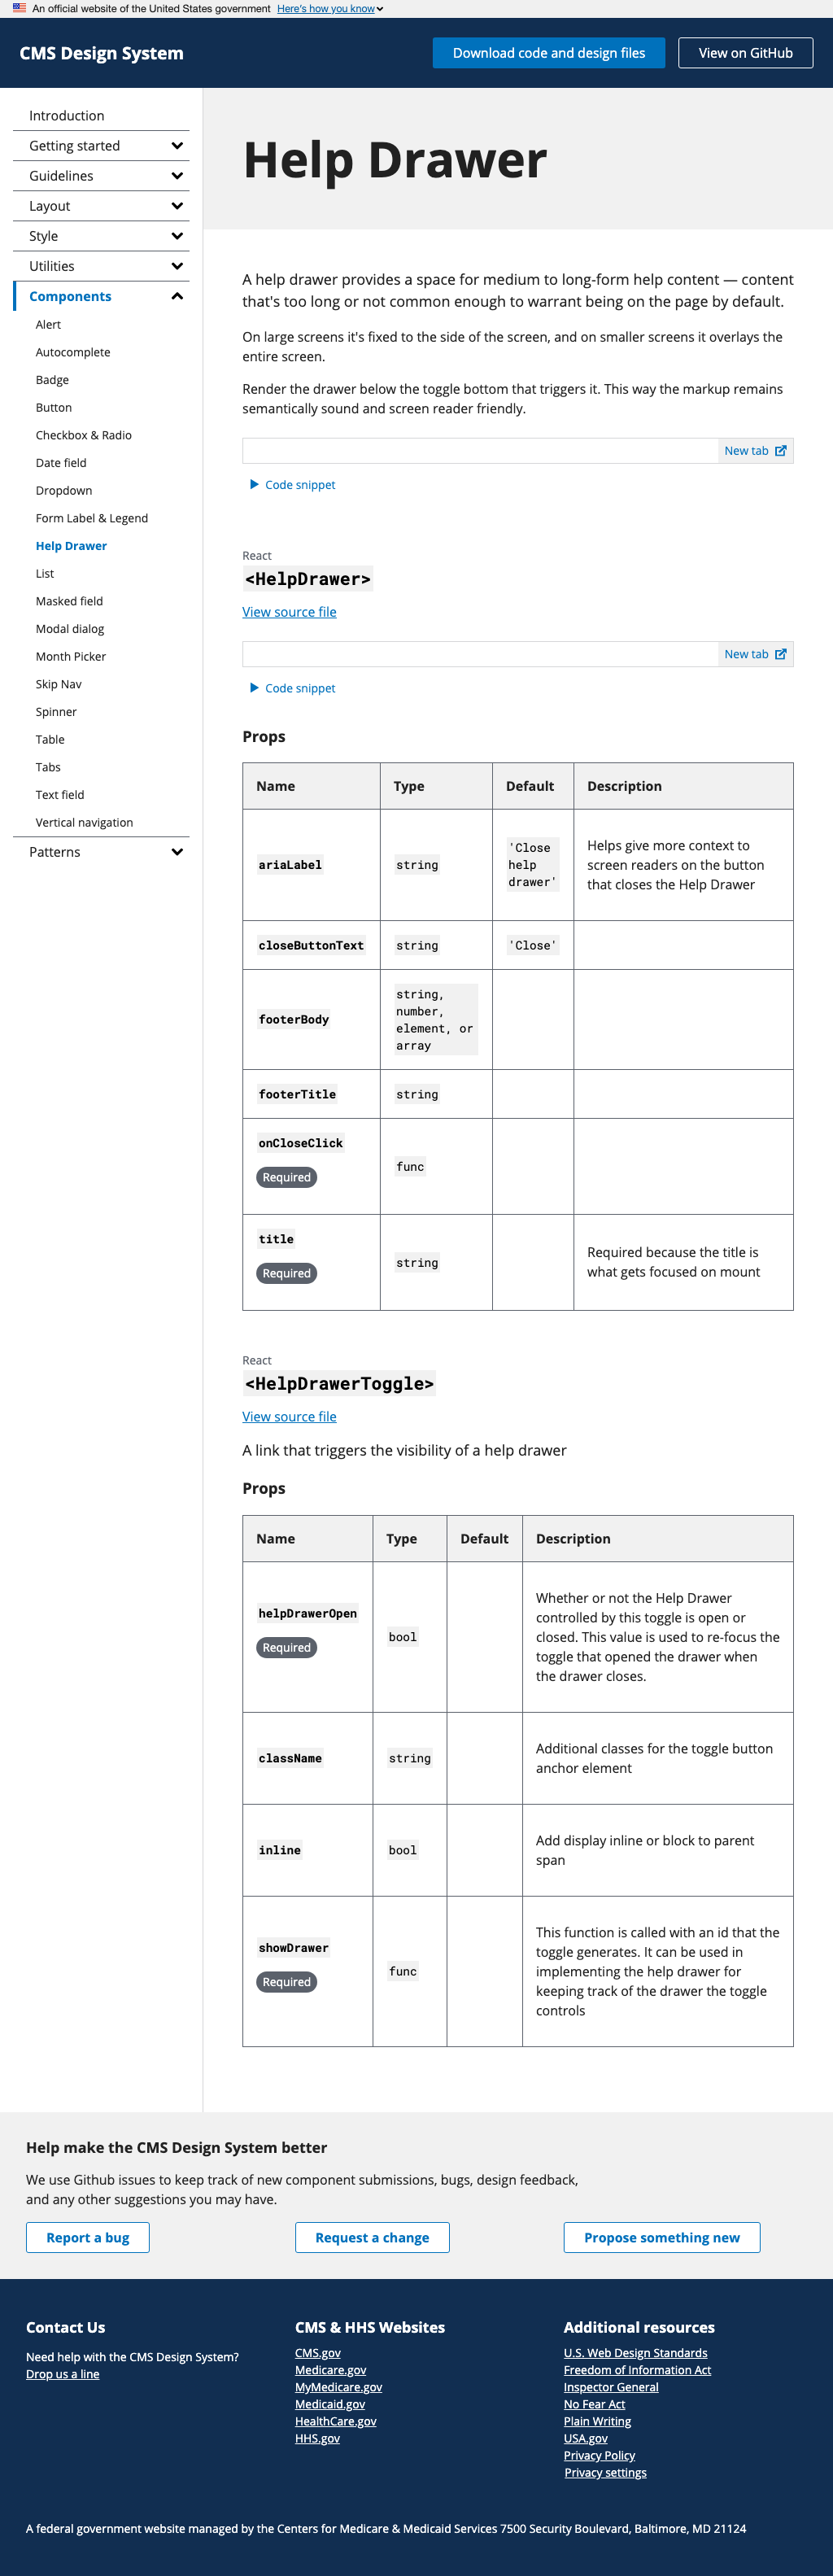 An official website of the United States government Here's how you know
CMS Design System
Download code and design files
View on GitHub
Introduction
Getting started
Guidelines
Layout
Style
Utilities
Components
Alert
Autocomplete
Badge
Button
Checkbox & Radio
Date field
Dropdown
Form Label & Legend
Help Drawer
List
Masked field
Modal dialog
Month Picker
Skip Nav
Spinner
Table
Tabs
Text field
Vertical navigation
Patterns
Help Drawer
A help drawer provides a space for medium to long-form help content — content
that's too long or not common enough to warrant being on the page by default.
On large screens it's fixed to the side of the screen, and on smaller screens it overlays the
entire screen.
Render the drawer below the toggle bottom that triggers it. This way the markup remains
semantically sound and screen reader friendly.
New tab
Code snippet
React
<HelpDrawer>
View source file
New tab
Code snippet
Props
Name Type Default Description
ariaLabel
string
'Close
help
drawer'
Helps give more context to
screen readers on the button
that closes the Help Drawer
closeButtonText string 'Close'
footerBody
string,
number,
element, or
array
footerTitle string
onCloseClick
Required
func
title
Required
string
Required because the title is
what gets focused on mount
React
<HelpDrawerToggle>
View source file
A link that triggers the visibility of a help drawer
Props
Name Type Default Description
helpDrawerOpen
Required
bool
Whether or not the Help Drawer
controlled by this toggle is open or
closed. This value is used to re-focus the
toggle that opened the drawer when
the drawer closes.
className
string
Additional classes for the toggle button
anchor element
inline
bool
Add display inline or block to parent
span
showDrawer
Required
func
This function is called with an id that the
toggle generates. It can be used in
implementing the help drawer for
keeping track of the drawer the toggle
controls
Help make the CMS Design System better
We use Github issues to keep track of new component submissions, bugs, design feedback,
and any other suggestions you may have.
Report a bug
Request a change
Propose something new
Contact Us
Need help with the CMS Design System?
Drop us a line
CMS & HHS Websites
CMS.gov
Medicare.gov
MyMedicare.gov
Medicaid.gov
HealthCare.gov
HHS.gov
Additional resources
U.S. Web Design Standards
Freedom of Information Act
Inspector General
No Fear Act
Plain Writing
USA.gov
Privacy Policy
Privacy settings
A federal government website managed by the Centers for Medicare & Medicaid Services 7500 Security Boulevard, Baltimore, MD 21124